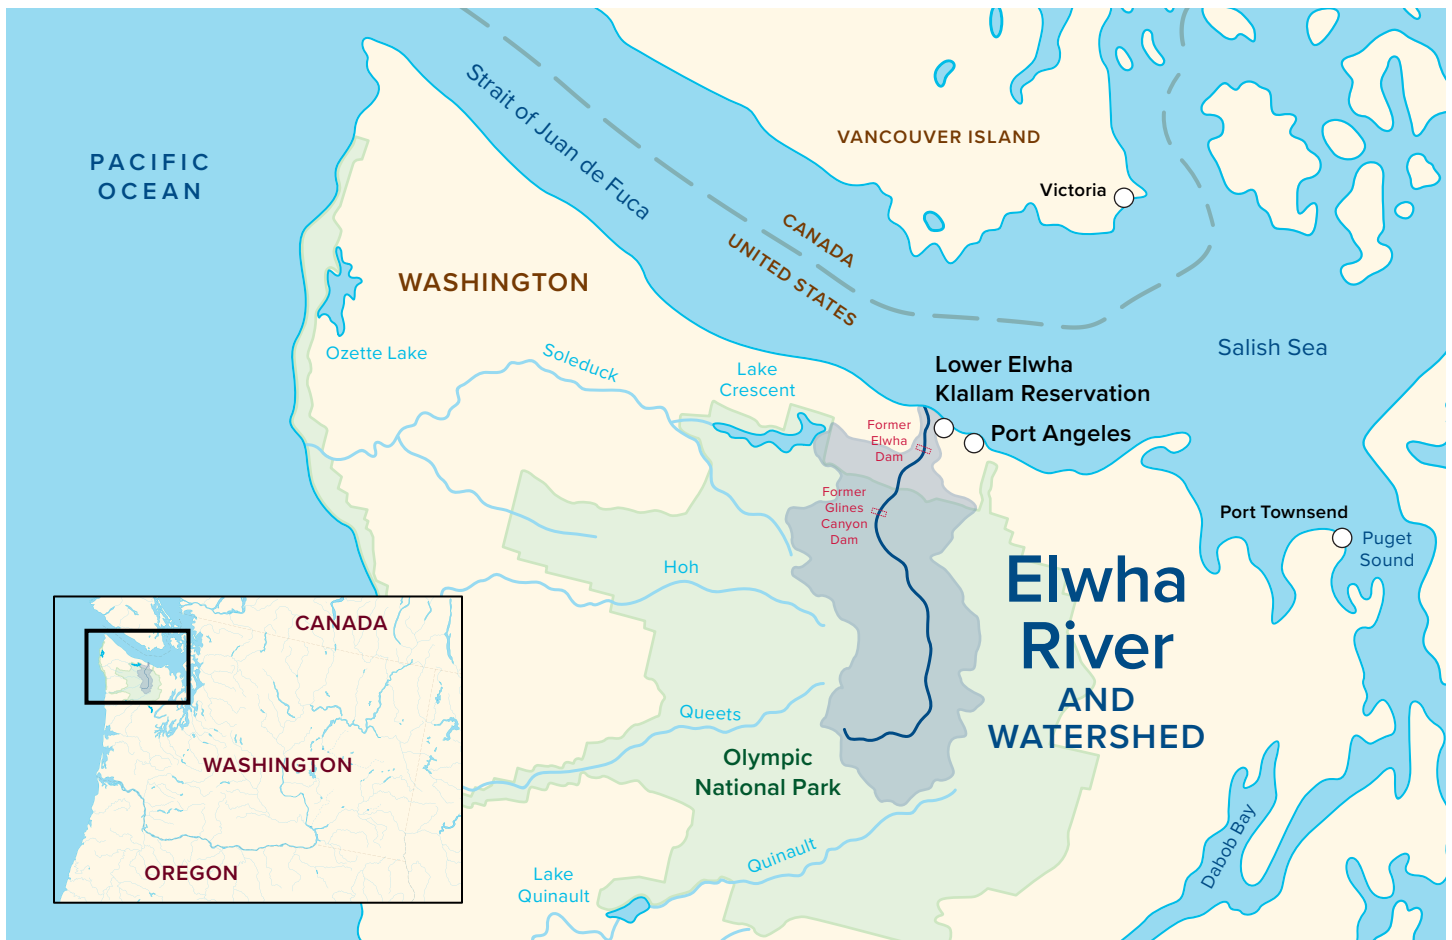 PACIFIC
OCEAN
Strait of Juan de Fuca
VANCOUVER ISLAND
Victoria
CANADA
UNITED STATES
WASHINGTON
Ozette Lake
Soleduck
Lake
Crescent
Salish Sea
Lower Elwha
Klallam Reservation
Port Angeles
Former
Elwha
Dam
Former
Glines
Canyon
Dam
Port Townsend
Puget
Sound
Hoh
Elwha
River
AND
WATERSHED
Queets
Olympic
National Park
Quinault
Lake
Quinault
Dabob Bay
CANADA
WASHINGTON
OREGON